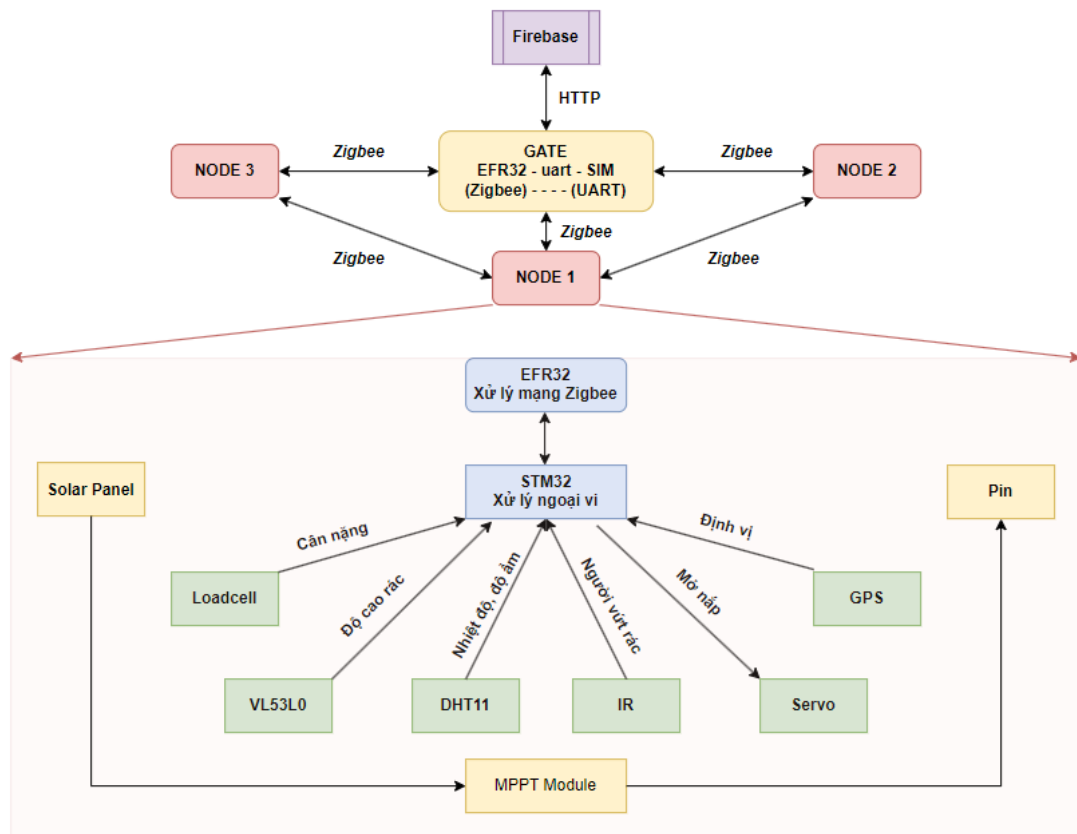 Firebase
HTTP
GATE
EFR32 - uart - SIM
(Zigbee) - - - - (UART)
NODE 3
Zigbee
Zigbee
NODE 2
Zigbee
Zigbee
Zigbee
NODE 1
EFR32
Xử lý mạng Zigbee
STM32
Xử lý ngoại vi
Solar Panel
Pin
Cân nặng
Định vị
Độ cao rác
Nhiệt độ, độ ẩm
Người vứt rác
Mở nắp
Loadcell
GPS
VL53L0
DHT11
IR
Servo
MPPT Module